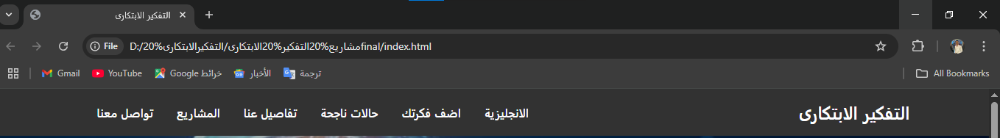 التفكير الابتكارى
File D:/مشاريع%20التفكير%20الابتكارى/التفكيرالابتكارى%20final/index.html
Gmail YouTube خرائط Google الأخبار ترجمة All Bookmarks
التفكير الابتكارى الانجليزية اضف فكرتك حالات ناجحة تفاصيل عنا المشاريع تواصل معنا